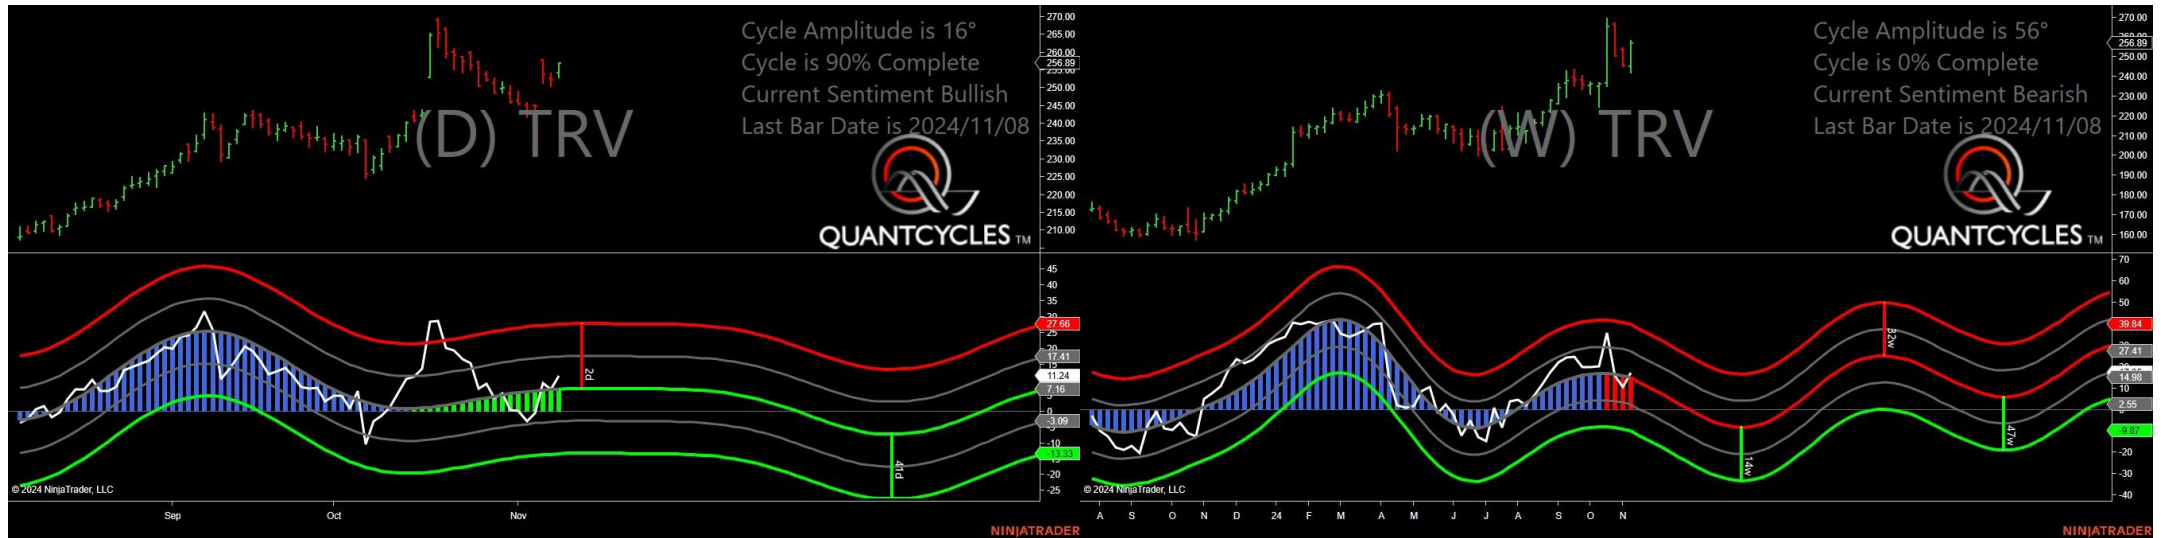 Cycle Amplitude is 16°
Cycle is 90% Complete
Current Sentiment Bullish
Last Bar Date is 2024/11/08
(D) TRV
QUANTCYCLES TM
270.00
265.00
260.00
256.89
255.00
250.00
245.00
240.00
235.00
230.00
225.00
220.00
215.00
210.00
45
40
35
30
27.66
25
20
17.41
11.24
7.16
5
0
-3.09
-5
-10
-13.33
-20
-25
2d
41d
© 2024 NinjaTrader, LLC
Sep Oct Nov
NINJATRADER
Cycle Amplitude is 56°
Cycle is 0% Complete
Current Sentiment Bearish
Last Bar Date is 2024/11/08
(W) TRV
QUANTCYCLES TM
270.00
256.89
250.00
240.00
230.00
220.00
210.00
200.00
190.00
180.00
170.00
160.00
70
60
50
39.84
27.41
14.98
2.55
-9.87
-20
-30
-40
32w
14w
47w
© 2024 NinjaTrader, LLC
A S O N D 24 F M A M J J A S O N
NINJATRADER